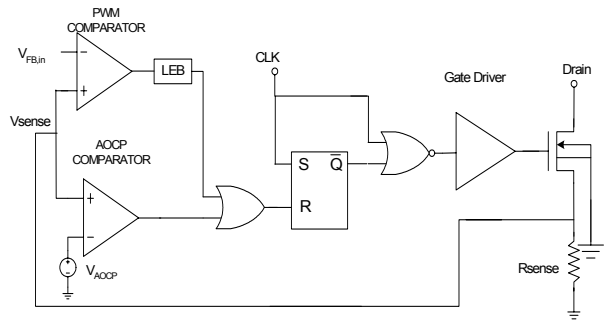 PWM
COMPARATOR
V_FB,in
−
+
LEB
Vsense
AOCP
COMPARATOR
+
−
V_AOCP
CLK
S
Q̅
R
Gate Driver
Drain
Rsense